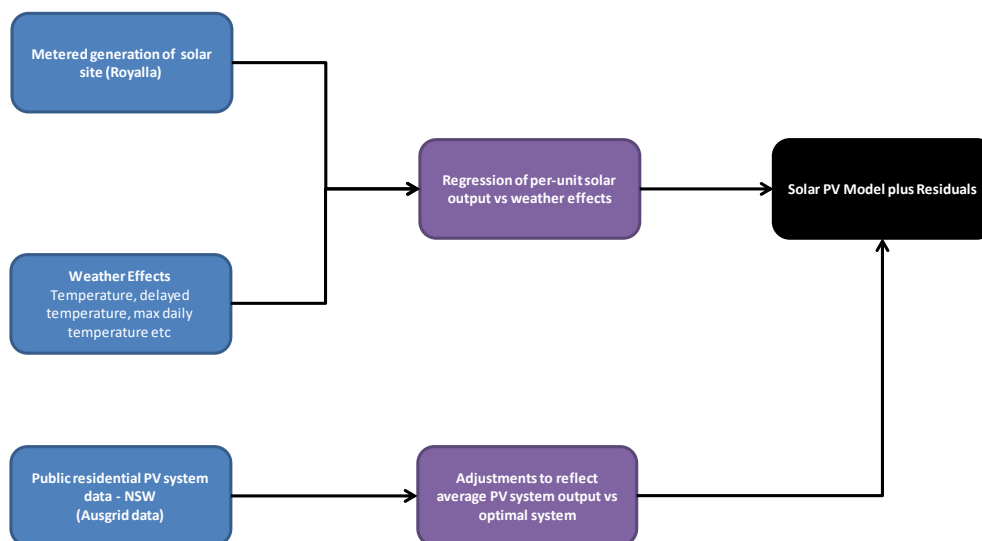 Metered generation of solar
site (Royalla)
Regression of per-unit solar
output vs weather effects
Solar PV Model plus Residuals
Weather Effects
Temperature, delayed
temperature, max daily
temperature etc
Public residential PV system
data - NSW
(Ausgrid data)
Adjustments to reflect
average PV system output vs
optimal system